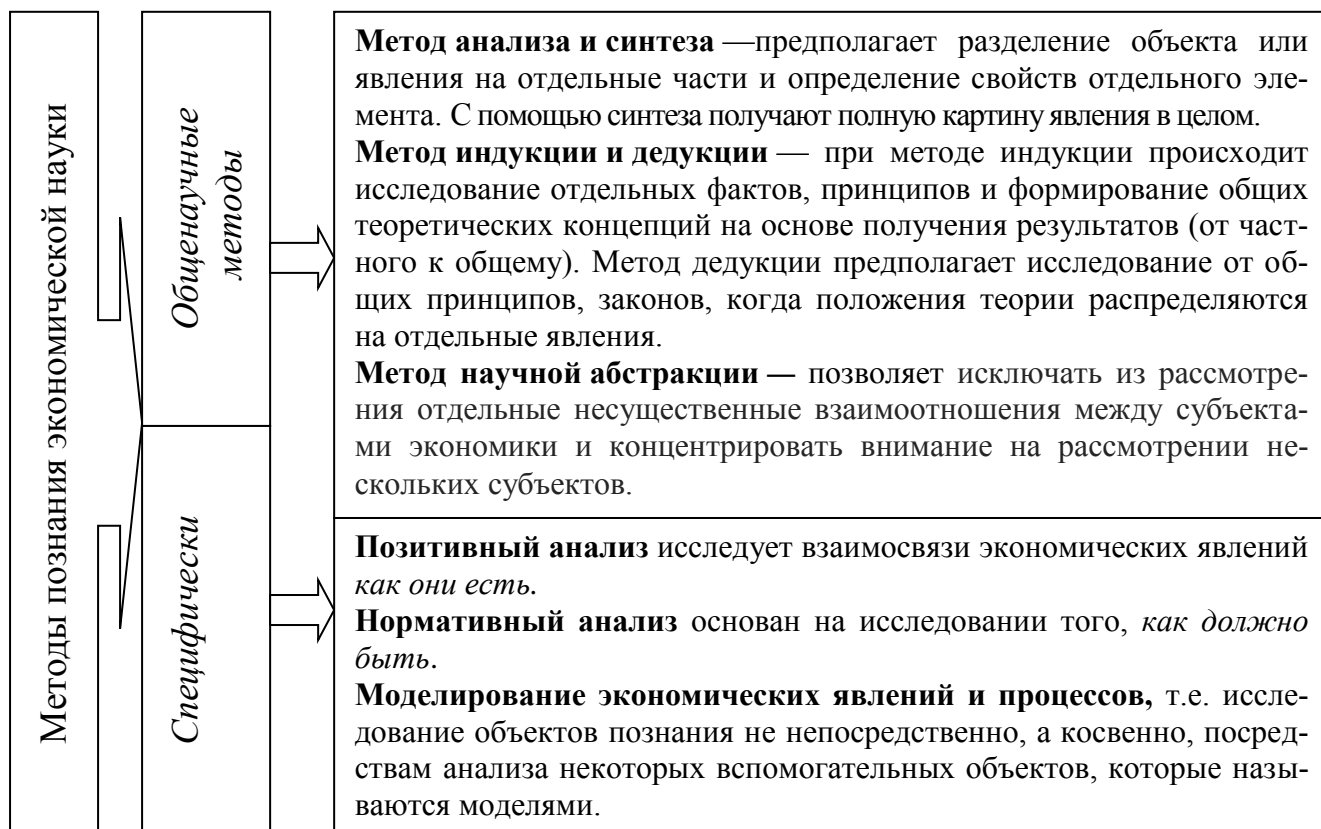 Методы познания экономической науки
Общенаучные
методы
Метод анализа и синтеза —предполагает разделение объекта или
явления на отдельные части и определение свойств отдельного эле-
мента. С помощью синтеза получают полную картину явления в целом.
Метод индукции и дедукции — при методе индукции происходит
исследование отдельных фактов, принципов и формирование общих
теоретических концепций на основе получения результатов (от част-
ного к общему). Метод дедукции предполагает исследование от об-
щих принципов, законов, когда положения теории распределяются
на отдельные явления.
Метод научной абстракции — позволяет исключать из рассмотре-
ния отдельные несущественные взаимоотношения между субъекта-
ми экономики и концентрировать внимание на рассмотрении не-
скольких субъектов.
Специфически
Позитивный анализ исследует взаимосвязи экономических явлений
как они есть.
Нормативный анализ основан на исследовании того, как должно
быть.
Моделирование экономических явлений и процессов, т.е. иссле-
дование объектов познания не непосредственно, а косвенно, посред-
ствам анализа некоторых вспомогательных объектов, которые назы-
ваются моделями.